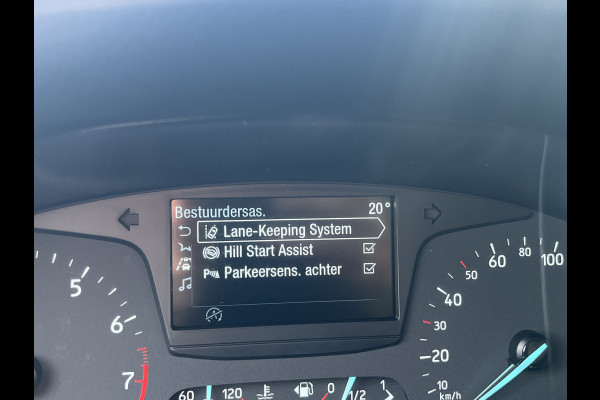 Bestuurdersas. 20°
Lane-Keeping System
Hill Start Assist
Parkeersens. achter
P
5
6
7
60 120
0 1/2 1
10
20
30
40
50
60
80
100
km/h